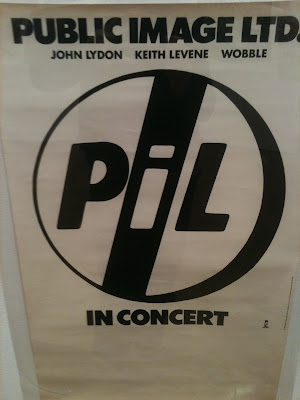 PUBLIC IMAGE LTD.
JOHN LYDON KEITH LEVENE WOBBLE
PiL
IN CONCERT